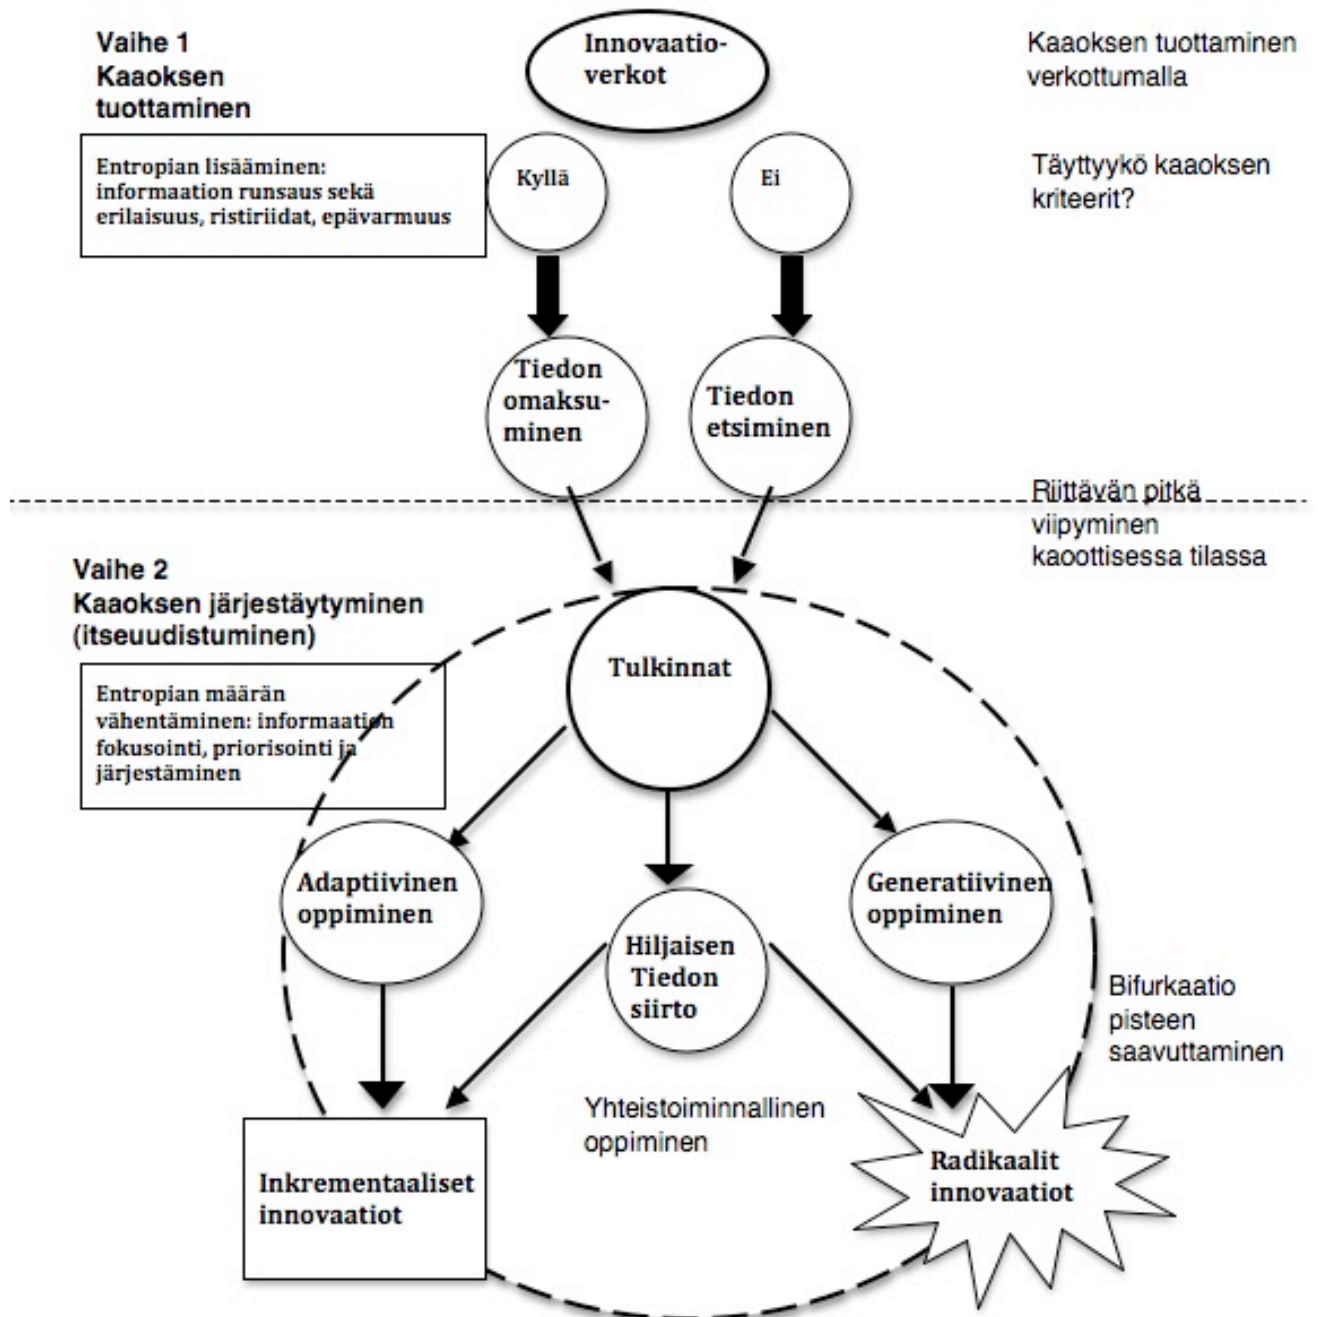 Vaihe 1
Kaaoksen
tuottaminen
Innovaatio-
verkot
Kaaoksen tuottaminen
verkottumalla
Entropian lisääminen:
informaation runsaus sekä
erilaisuus, ristiriidat, epävarmuus
Kyllä
Ei
Täyttyykö kaaoksen
kriteerit?
Tiedon
omaksu-
minen
Tiedon
etsiminen
Riittävän pitkä
viipyminen
kaoottisessa tilassa
Vaihe 2
Kaaoksen järjestäytyminen
(itseuudistuminen)
Entropian määrän
vähentäminen: informaation
fokusointi, priorisointi ja
järjestäminen
Tulkinnat
Adaptiivinen
oppiminen
Hiljaisen
Tiedon
siirto
Generatiivinen
oppiminen
Bifurkaatio
pisteen
saavuttaminen
Yhteistoiminnallinen
oppiminen
Inkrementaaliset
innovaatiot
Radikaalit
innovaatiot